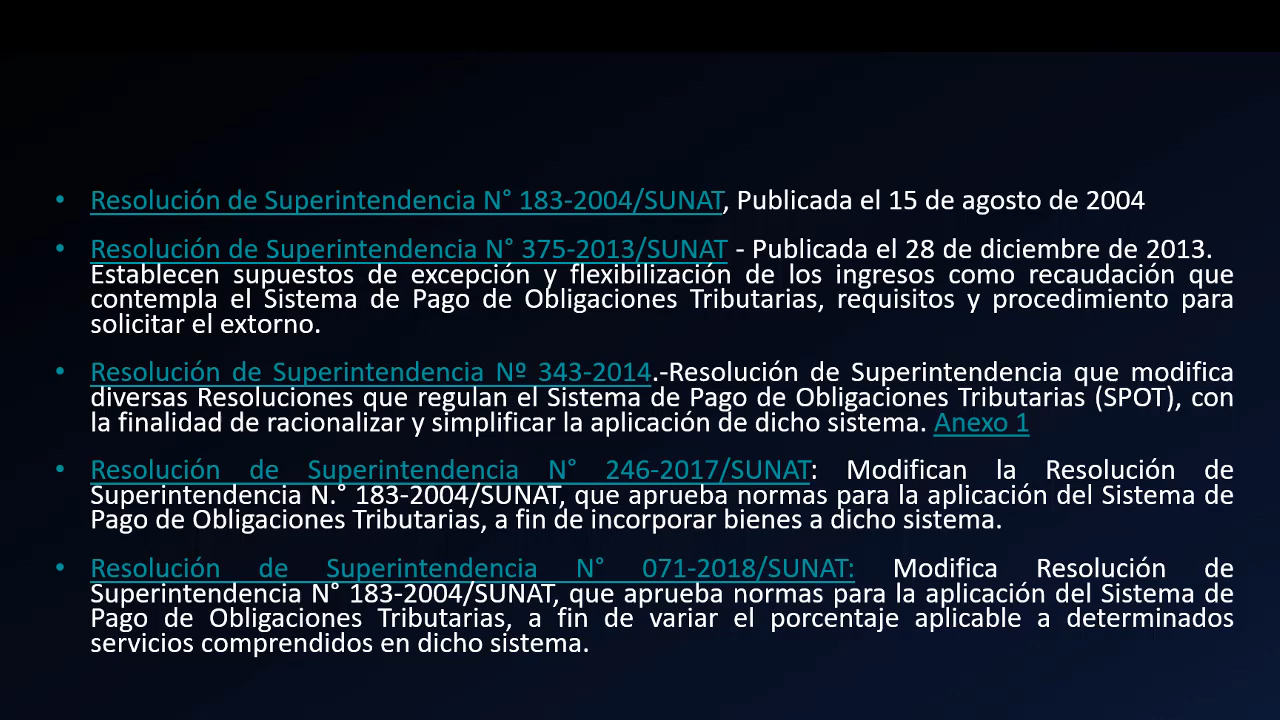 • Resolución de Superintendencia N° 183-2004/SUNAT, Publicada el 15 de agosto de 2004
• Resolución de Superintendencia N° 375-2013/SUNAT - Publicada el 28 de diciembre de 2013.
Establecen supuestos de excepción y flexibilización de los ingresos como recaudación que
contempla el Sistema de Pago de Obligaciones Tributarias, requisitos y procedimiento para
solicitar el extorno.
• Resolución de Superintendencia Nº 343-2014.-Resolución de Superintendencia que modifica
diversas Resoluciones que regulan el Sistema de Pago de Obligaciones Tributarias (SPOT), con
la finalidad de racionalizar y simplificar la aplicación de dicho sistema. Anexo 1
• Resolución de Superintendencia N° 246-2017/SUNAT: Modifican la Resolución de
Superintendencia N.° 183-2004/SUNAT, que aprueba normas para la aplicación del Sistema de
Pago de Obligaciones Tributarias, a fin de incorporar bienes a dicho sistema.
• Resolución de Superintendencia N° 071-2018/SUNAT: Modifica Resolución de
Superintendencia N° 183-2004/SUNAT, que aprueba normas para la aplicación del Sistema de
Pago de Obligaciones Tributarias, a fin de variar el porcentaje aplicable a determinados
servicios comprendidos en dicho sistema.